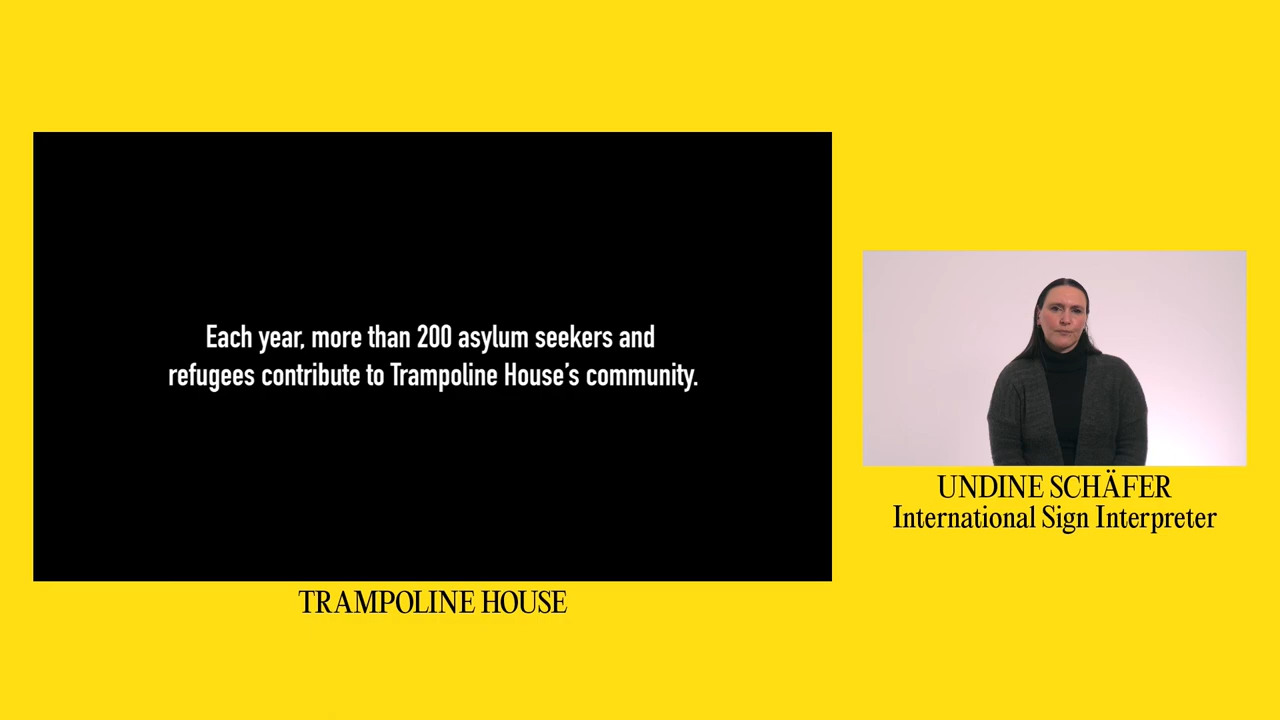 Each year, more than 200 asylum seekers and
refugees contribute to Trampoline House’s community.
TRAMPOLINE HOUSE
UNDINE SCHÄFER
International Sign Interpreter